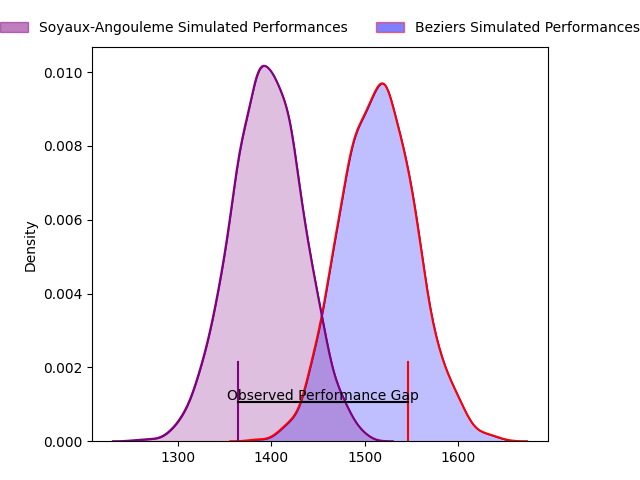 Soyaux-Angouleme Simulated Performances
Beziers Simulated Performances
Density
0.010
0.008
0.006
0.004
0.002
0.000
Observed Performance Gap
1300
1400
1500
1600